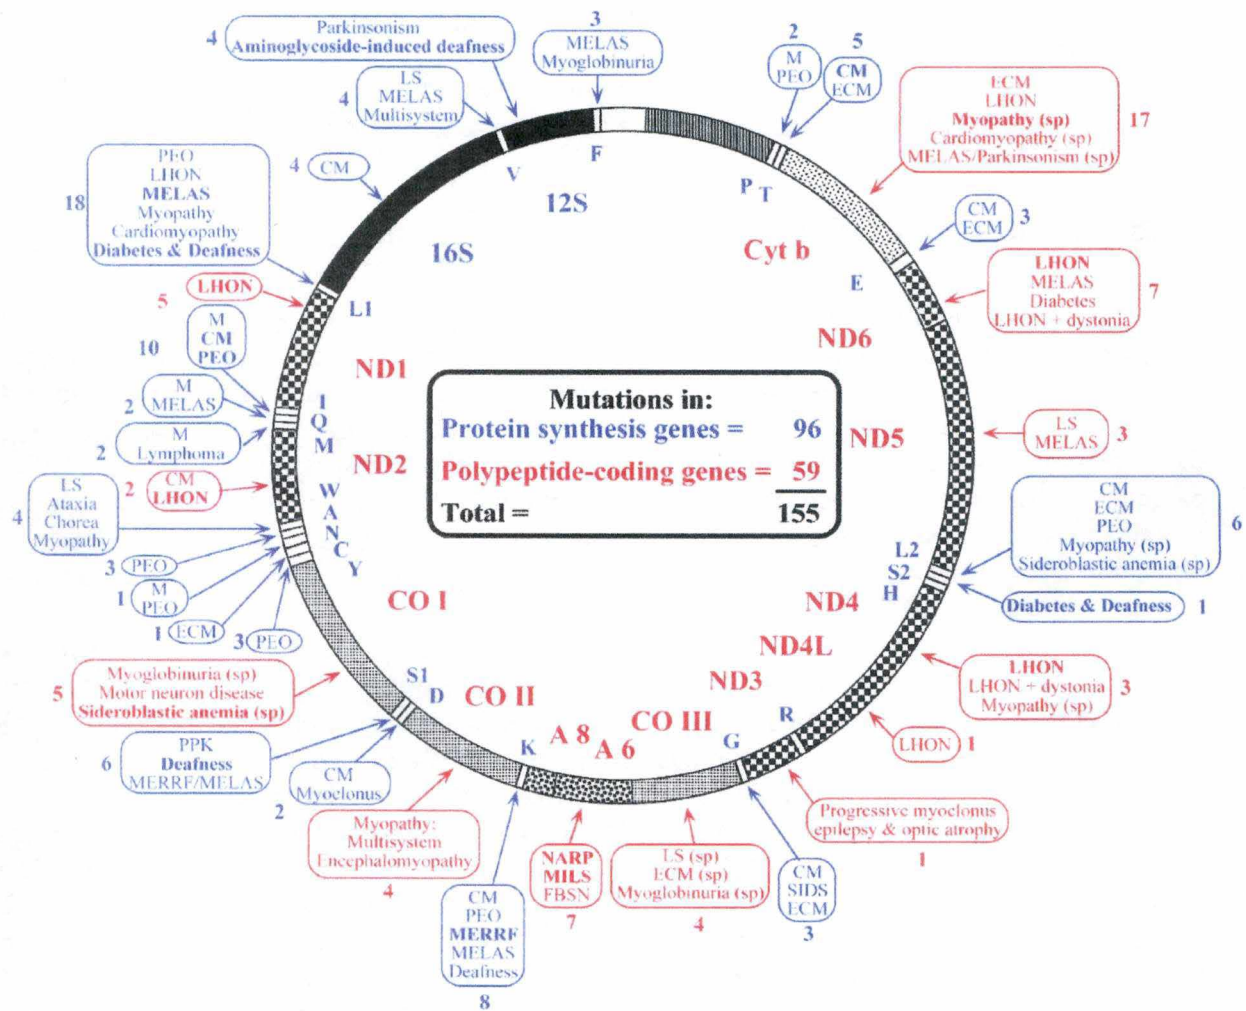 3
MELAS
Myoglobinuria
4
Parkinsonism
Aminoglycoside-induced deafness
4
LS
MELAS
Multisystem
4
CM
18
PEO
LHON
MELAS
Myopathy
Cardiomyopathy
Diabetes & Deafness
5
LHON
10
M
CM
PEO
2
M
MELAS
2
M
Lymphoma
2
CM
LHON
4
LS
Ataxia
Chorea
Myopathy
3
PEO
1
M
PEO
1
ECM
3
PEO
5
Myoglobinuria (sp)
Motor neuron disease
Sideroblastic anemia (sp)
6
PPK
Deafness
MERRF/MELAS
CM
Myoclonus
2
Myopathy:
Multisystem
Encephalomyopathy
4
CM
PEO
MERRF
MELAS
Deafness
8
NARP
MILS
FBSN
7
LS (sp)
ECM (sp)
Myoglobinuria (sp)
4
CM
SIDS
ECM
3
Progressive myoclonus
epilepsy & optic atrophy
1
LHON
1
LHON
LHON + dystonia
Myopathy (sp)
3
Diabetes & Deafness
1
CM
ECM
PEO
Myopathy (sp)
Sideroblastic anemia (sp)
6
LS
MELAS
3
LHON
MELAS
Diabetes
LHON + dystonia
7
CM
ECM
3
ECM
LHON
Myopathy (sp)
Cardiomyopathy (sp)
MELAS/Parkinsonism (sp)
17
5
CM
ECM
2
M
PEO
F
V
12S
16S
L1
ND1
I
Q
M
ND2
W
A
N
C
Y
CO I
S1
D
CO II
K
A 8
A 6
CO III
G
ND3
R
ND4L
ND4
H
S2
L2
ND5
ND6
E
Cyt b
T
P
Mutations in:
Protein synthesis genes = 96
Polypeptide-coding genes = 59
Total = 155